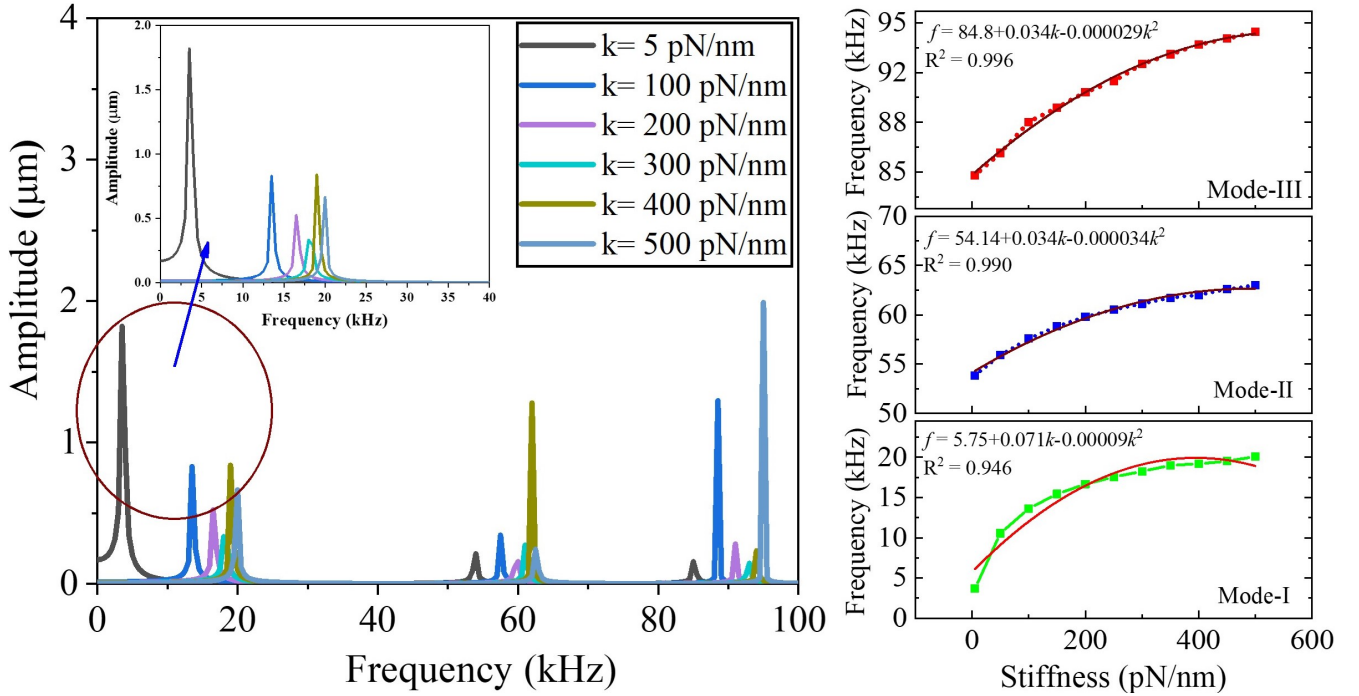 4
3
2
1
0
Amplitude (μm)
0 20 40 60 80 100
Frequency (kHz)
2.0
1.5
1.0
0.5
0.0
Amplitude (μm)
0 5 10 15 20 25 30 35 40
Frequency (kHz)
k= 5 pN/nm
k= 100 pN/nm
k= 200 pN/nm
k= 300 pN/nm
k= 400 pN/nm
k= 500 pN/nm
95
92
88
85
Frequency (kHz)
f = 84.8+0.034k-0.000029k²
R² = 0.996
Mode-III
70
65
60
55
50
Frequency (kHz)
f = 54.14+0.034k-0.000034k²
R² = 0.990
Mode-II
20
15
10
5
0
Frequency (kHz)
f = 5.75+0.071k-0.00009k²
R² = 0.946
Mode-I
0 200 400 600
Stiffness (pN/nm)